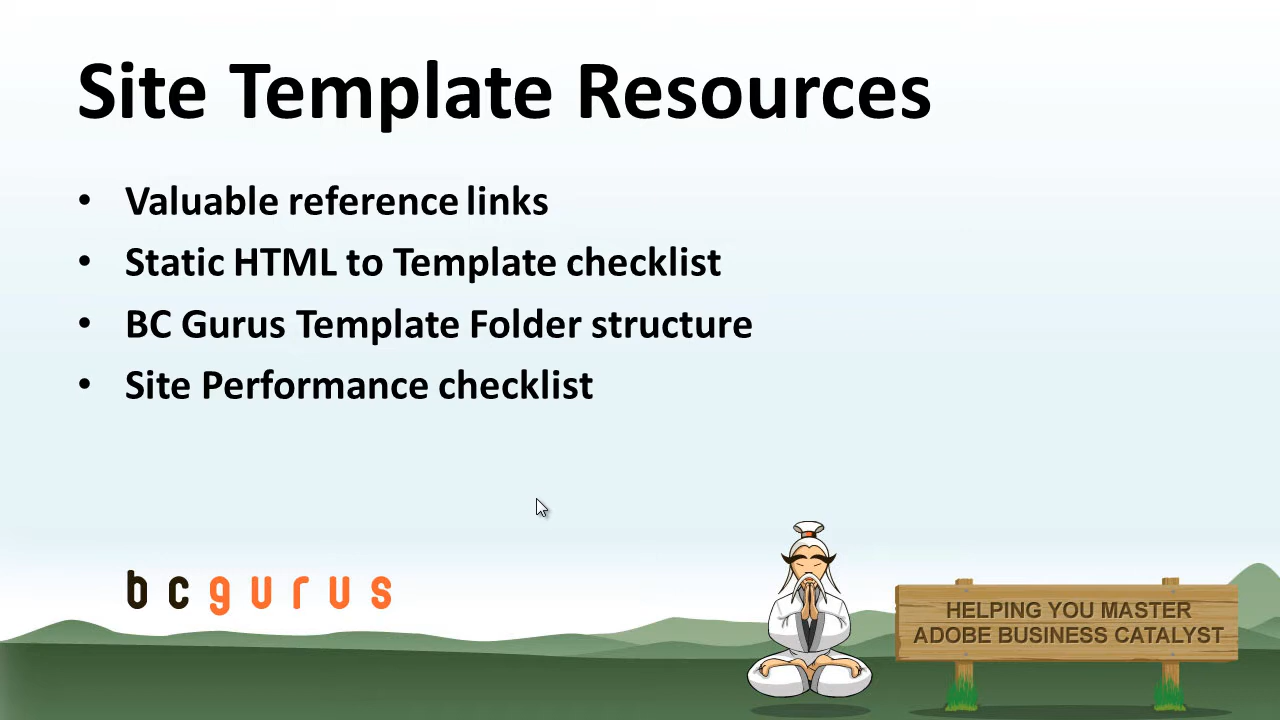 Site Template Resources
• Valuable reference links
• Static HTML to Template checklist
• BC Gurus Template Folder structure
• Site Performance checklist
bcgurus
HELPING YOU MASTER
ADOBE BUSINESS CATALYST